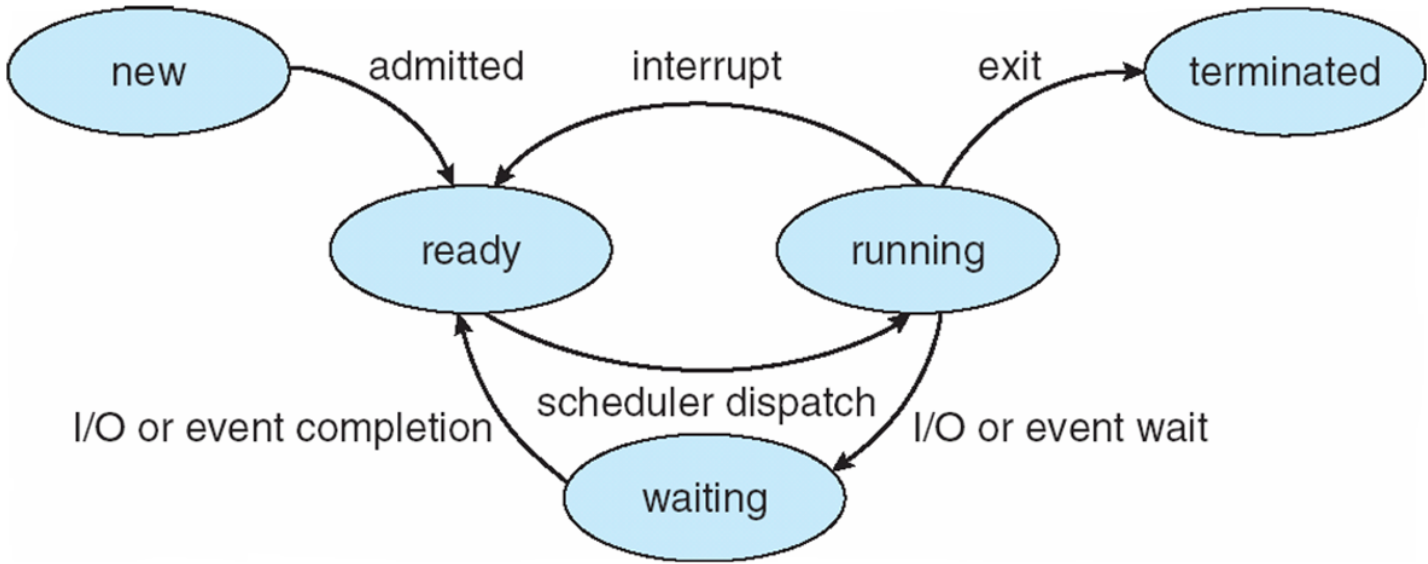 new
admitted
interrupt
exit
terminated
ready
running
scheduler dispatch
I/O or event completion
I/O or event wait
waiting